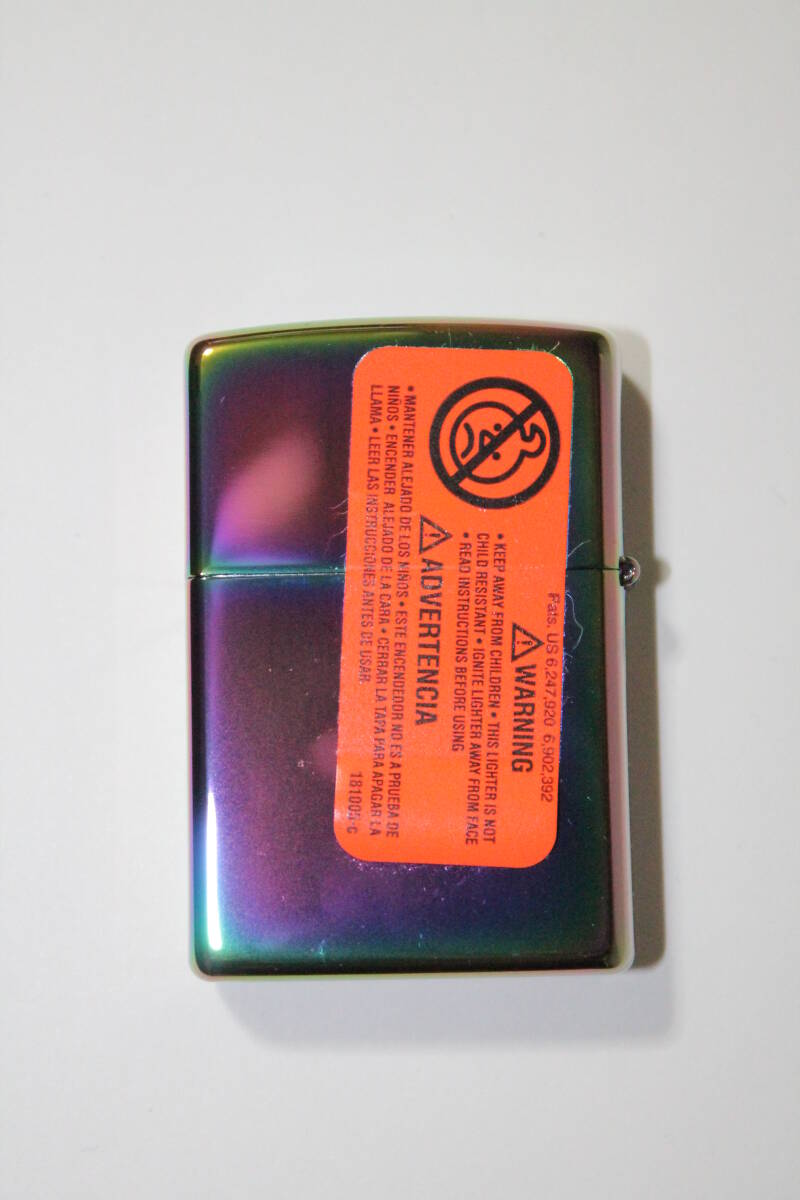 Pats. US 6,247,920 6,902,392
WARNING
• KEEP AWAY FROM CHILDREN • THIS LIGHTER IS NOT
CHILD RESISTANT • IGNITE LIGHTER AWAY FROM FACE
• READ INSTRUCTIONS BEFORE USING
ADVERTENCIA
• MANTENER ALEJADO DE LOS NIÑOS • ESTE ENCENDEDOR NO ES A PRUEBA DE
NIÑOS • ENCENDER ALEJADO DE LA CARA • CERRAR LA TAPA PARA APAGAR LA
LLAMA • LEER LAS INSTRUCCIONES ANTES DE USAR.